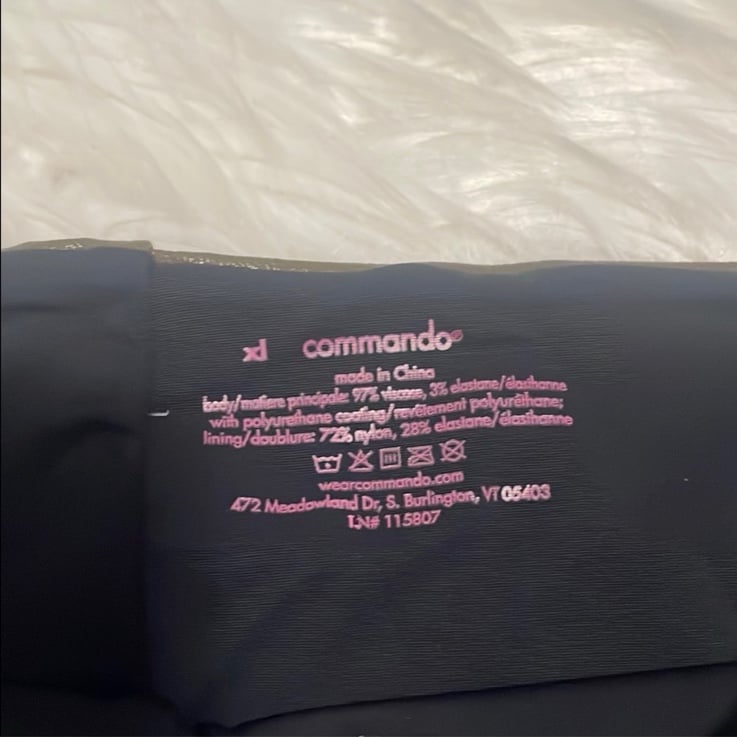 xl commando®
made in China
body/matière principale: 97% viscose, 3% elastane/élasthanne
with polyurethane coating/revêtement polyuréthane;
lining/doublure: 72% nylon, 28% elastane/élasthanne
wearcommando.com
472 Meadowland Dr, S. Burlington, VT 05403
T.N# 115807